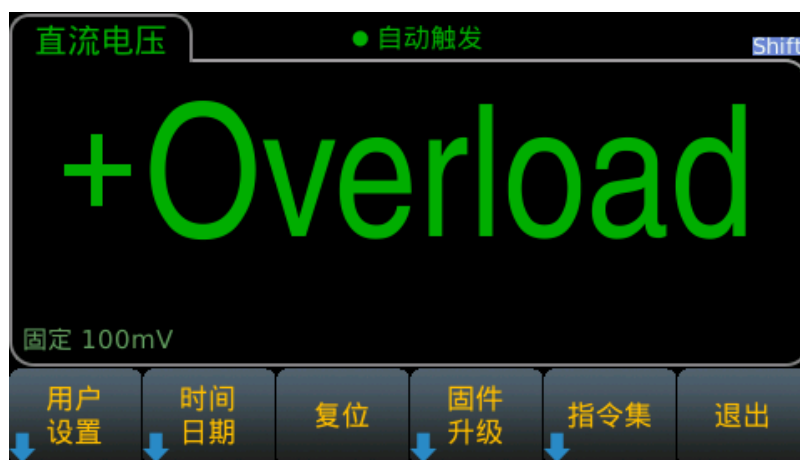 直流电压
自动触发
Shift
+Overload
固定 100mV
用户
设置
时间
日期
复位
固件
升级
指令集
退出